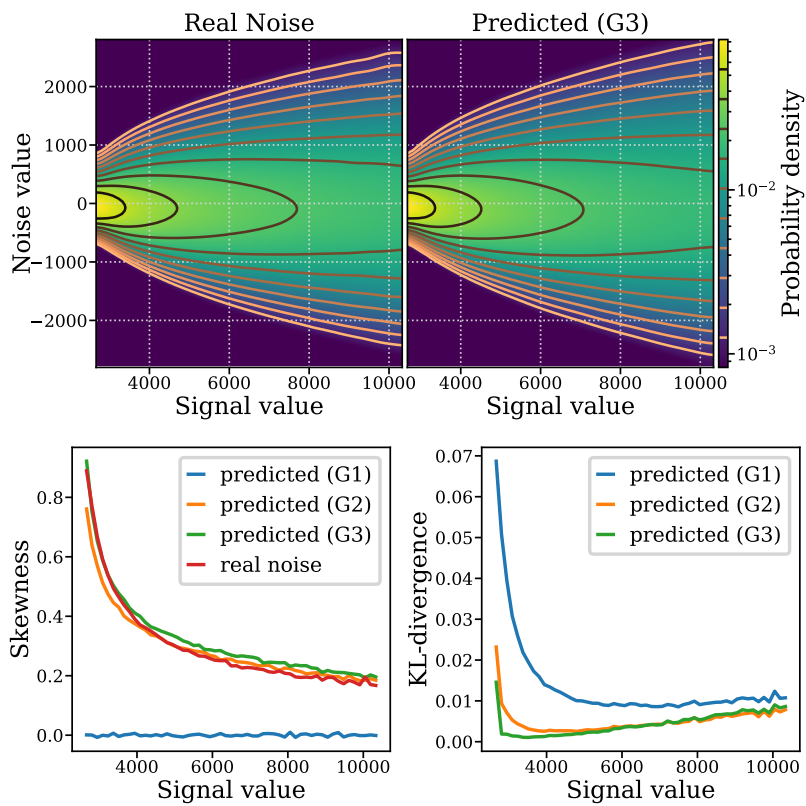 Real Noise
Predicted (G3)
Noise value
2000
1000
0
−1000
−2000
4000 6000 8000 10000
Signal value
4000 6000 8000 10000
Signal value
10⁻²
10⁻³
Probability density
Skewness
0.8
0.6
0.4
0.2
0.0
predicted (G1)
predicted (G2)
predicted (G3)
real noise
4000 6000 8000 10000
Signal value
KL-divergence
0.07
0.06
0.05
0.04
0.03
0.02
0.01
0.00
predicted (G1)
predicted (G2)
predicted (G3)
4000 6000 8000 10000
Signal value